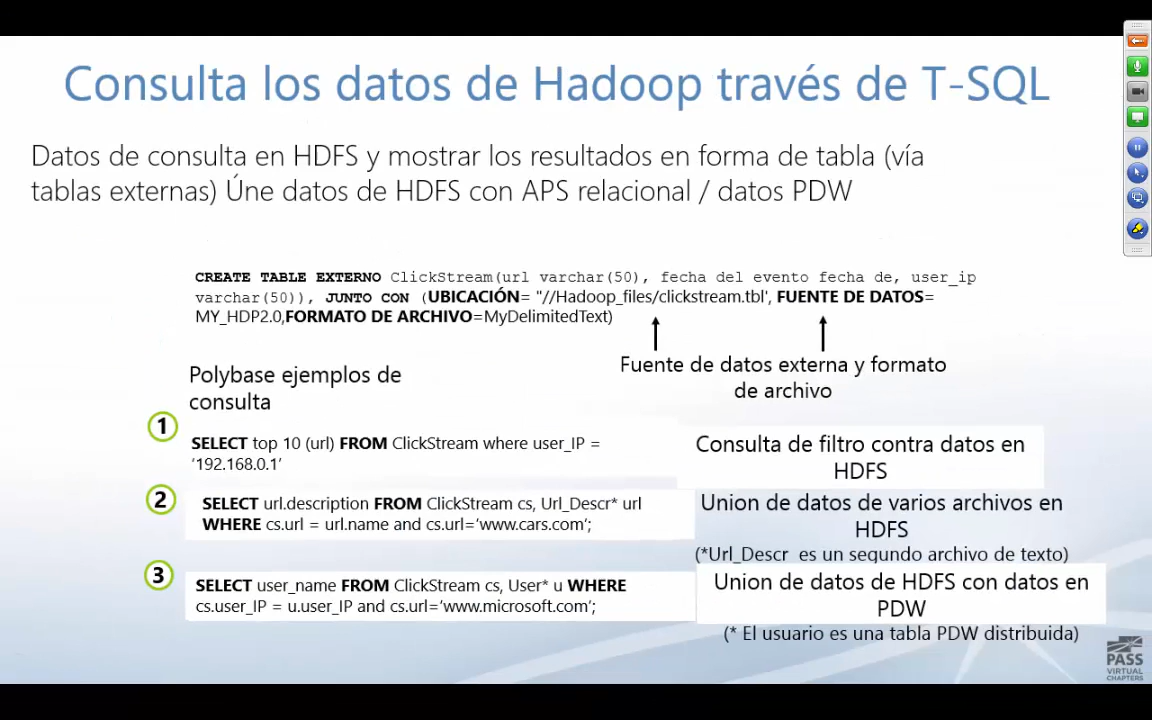 Consulta los datos de Hadoop través de T-SQL
Datos de consulta en HDFS y mostrar los resultados en forma de tabla (vía
tablas externas) Úne datos de HDFS con APS relacional / datos PDW
CREATE TABLE EXTERNO ClickStream(url varchar(50), fecha del evento fecha de, user_ip
varchar(50)), JUNTO CON (UBICACIÓN= "//Hadoop_files/clickstream.tbl', FUENTE DE DATOS=
MY_HDP2.0,FORMATO DE ARCHIVO=MyDelimitedText)
Fuente de datos externa y formato
de archivo
Polybase ejemplos de
consulta
1
SELECT top 10 (url) FROM ClickStream where user_IP =
‘192.168.0.1’
Consulta de filtro contra datos en
HDFS
2
SELECT url.description FROM ClickStream cs, Url_Descr* url
WHERE cs.url = url.name and cs.url=‘www.cars.com’;
Union de datos de varios archivos en
HDFS
(*Url_Descr es un segundo archivo de texto)
3
SELECT user_name FROM ClickStream cs, User* u WHERE
cs.user_IP = u.user_IP and cs.url=‘www.microsoft.com’;
Union de datos de HDFS con datos en
PDW
(* El usuario es una tabla PDW distribuida)
PASS
VIRTUAL
CHAPTERS